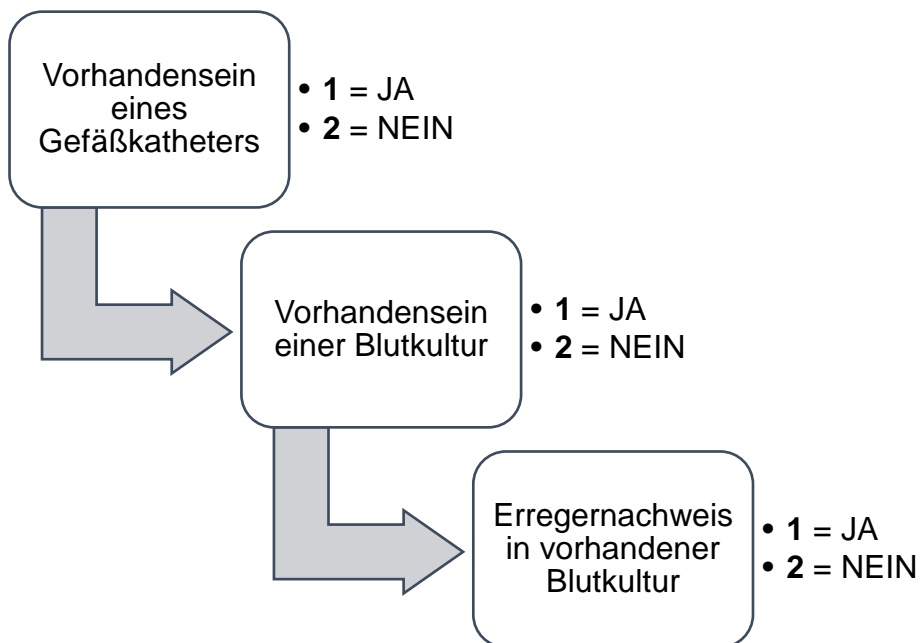 Vorhandensein
eines
Gefäßkatheters
• 1 = JA
• 2 = NEIN
Vorhandensein
einer Blutkultur
• 1 = JA
• 2 = NEIN
Erregernachweis
in vorhandener
Blutkultur
• 1 = JA
• 2 = NEIN